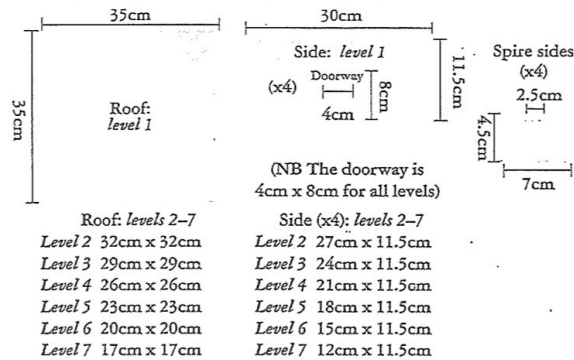 35cm
35cm
Roof:
level 1
30cm
Side: level 1
(x4)
Doorway
4cm
8cm
11.5cm
(NB The doorway is
4cm x 8cm for all levels)
Spire sides
(x4)
2.5cm
4.5cm
7cm
Roof: levels 2–7
Level 2 32cm x 32cm
Level 3 29cm x 29cm
Level 4 26cm x 26cm
Level 5 23cm x 23cm
Level 6 20cm x 20cm
Level 7 17cm x 17cm
Side (x4): levels 2–7
Level 2 27cm x 11.5cm
Level 3 24cm x 11.5cm
Level 4 21cm x 11.5cm
Level 5 18cm x 11.5cm
Level 6 15cm x 11.5cm
Level 7 12cm x 11.5cm